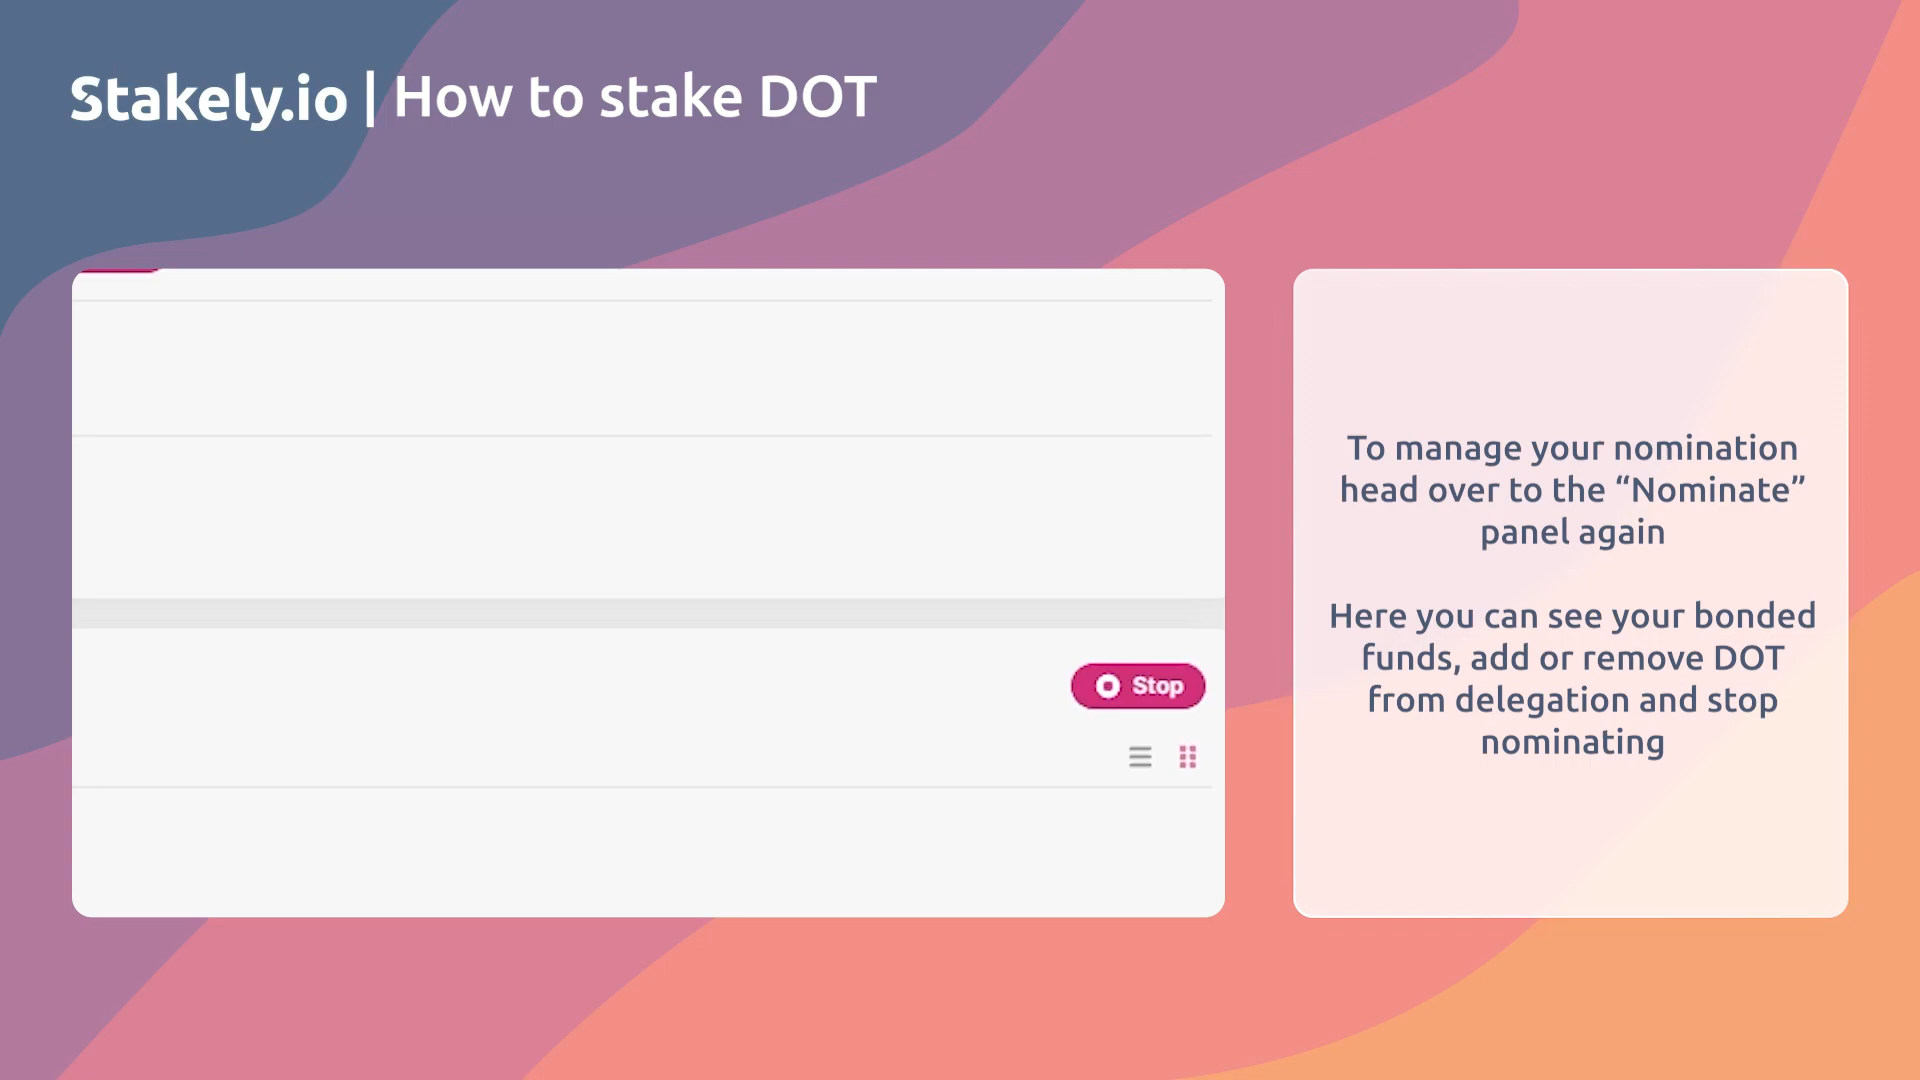 Stakely.io | How to stake DOT
Stop
To manage your nomination
head over to the “Nominate”
panel again
Here you can see your bonded
funds, add or remove DOT
from delegation and stop
nominating